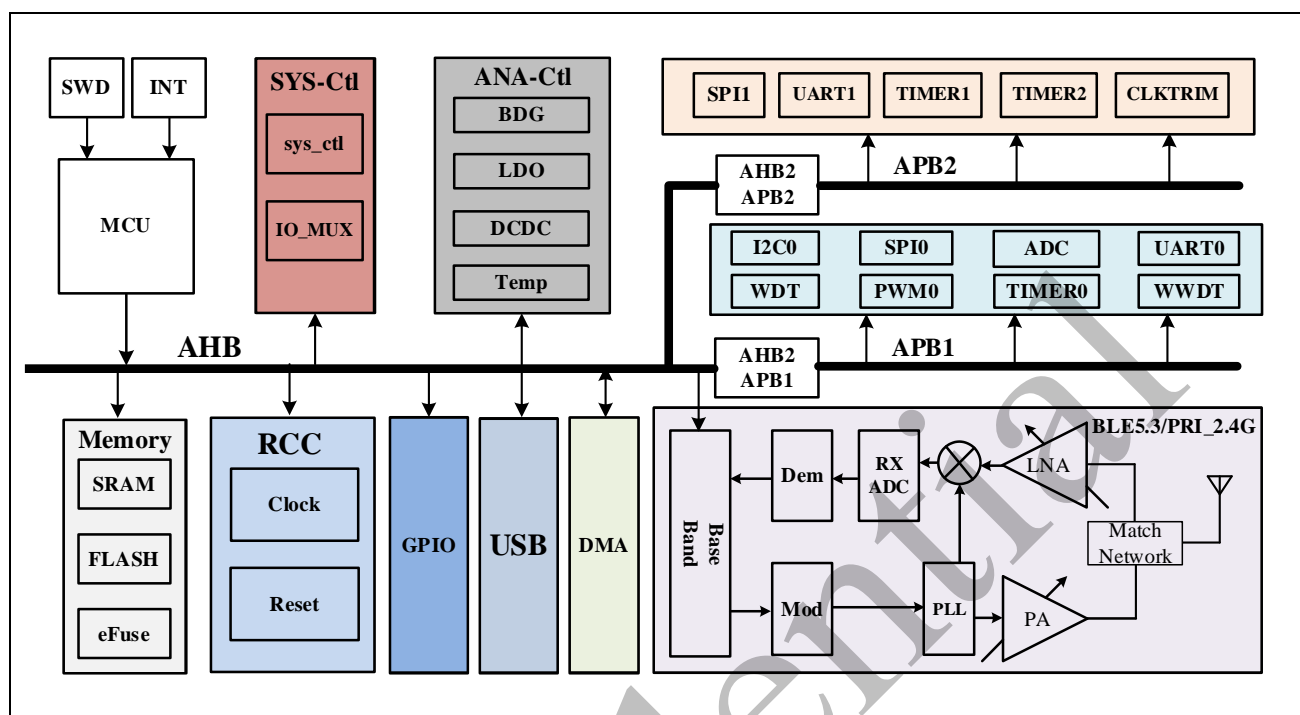 SWD
INT
MCU
SYS-Ctl
sys_ctl
IO_MUX
ANA-Ctl
BDG
LDO
DCDC
Temp
SPI1
UART1
TIMER1
TIMER2
CLKTRIM
AHB2
APB2
APB2
I2C0
SPI0
ADC
UART0
WDT
PWM0
TIMER0
WWDT
AHB
AHB2
APB1
APB1
Memory
SRAM
FLASH
eFuse
RCC
Clock
Reset
GPIO
USB
DMA
BLE5.3/PRI_2.4G
Base
Band
Dem
RX
ADC
LNA
Match
Network
Mod
PLL
PA